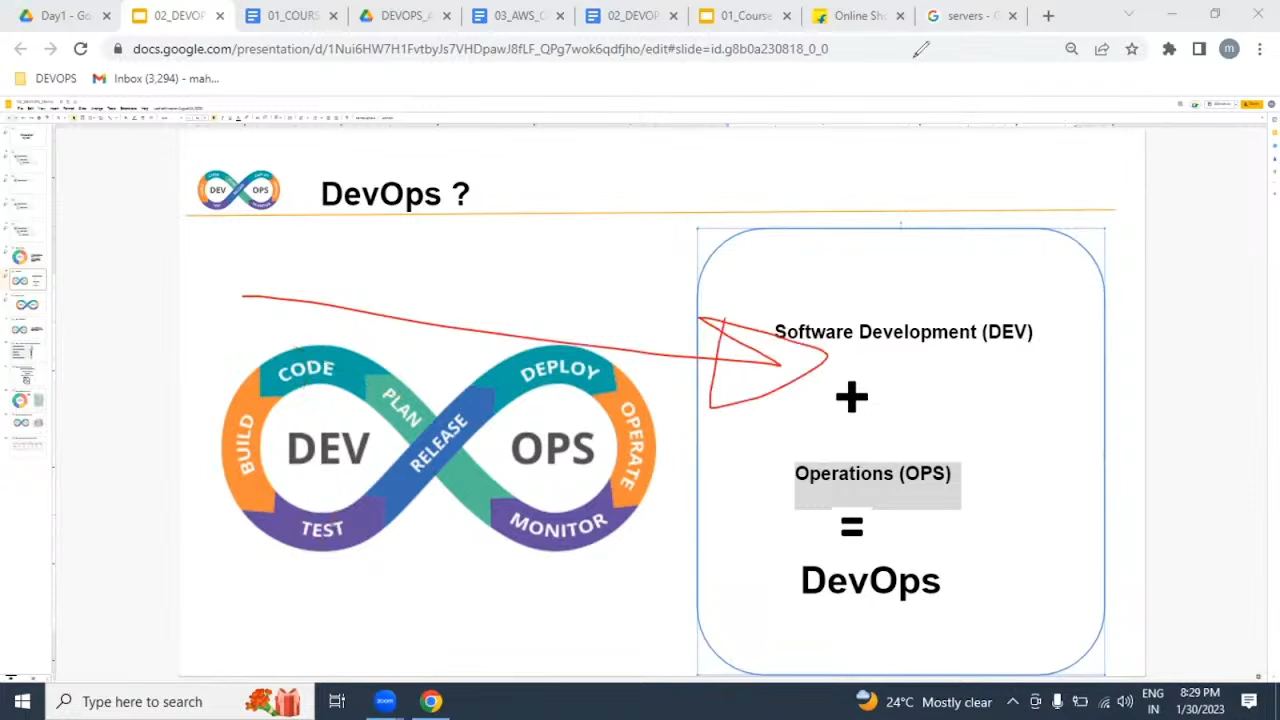 Day1 - Go
02_DEVOP
01_COURS
DEVOPS_A
03_AWS_C
02_DEVOP
01_Course
Online Sho
servers - G
docs.google.com/presentation/d/1Nui6HW7H1FvtbyJs7VHDpawJ8fLF_QPg7wok6qdfjho/edit#slide=id.g8b0a230818_0_0
m
DEVOPS
Inbox (3,294) - mah...
DEV
OPS
DevOps ?
CODE
PLAN
BUILD
TEST
RELEASE
DEPLOY
OPERATE
MONITOR
DEV
OPS
Software Development (DEV)
+
Operations (OPS)
=
DevOps
Type here to search
zoom
24°C Mostly clear
ENG
IN
8:29 PM
1/30/2023